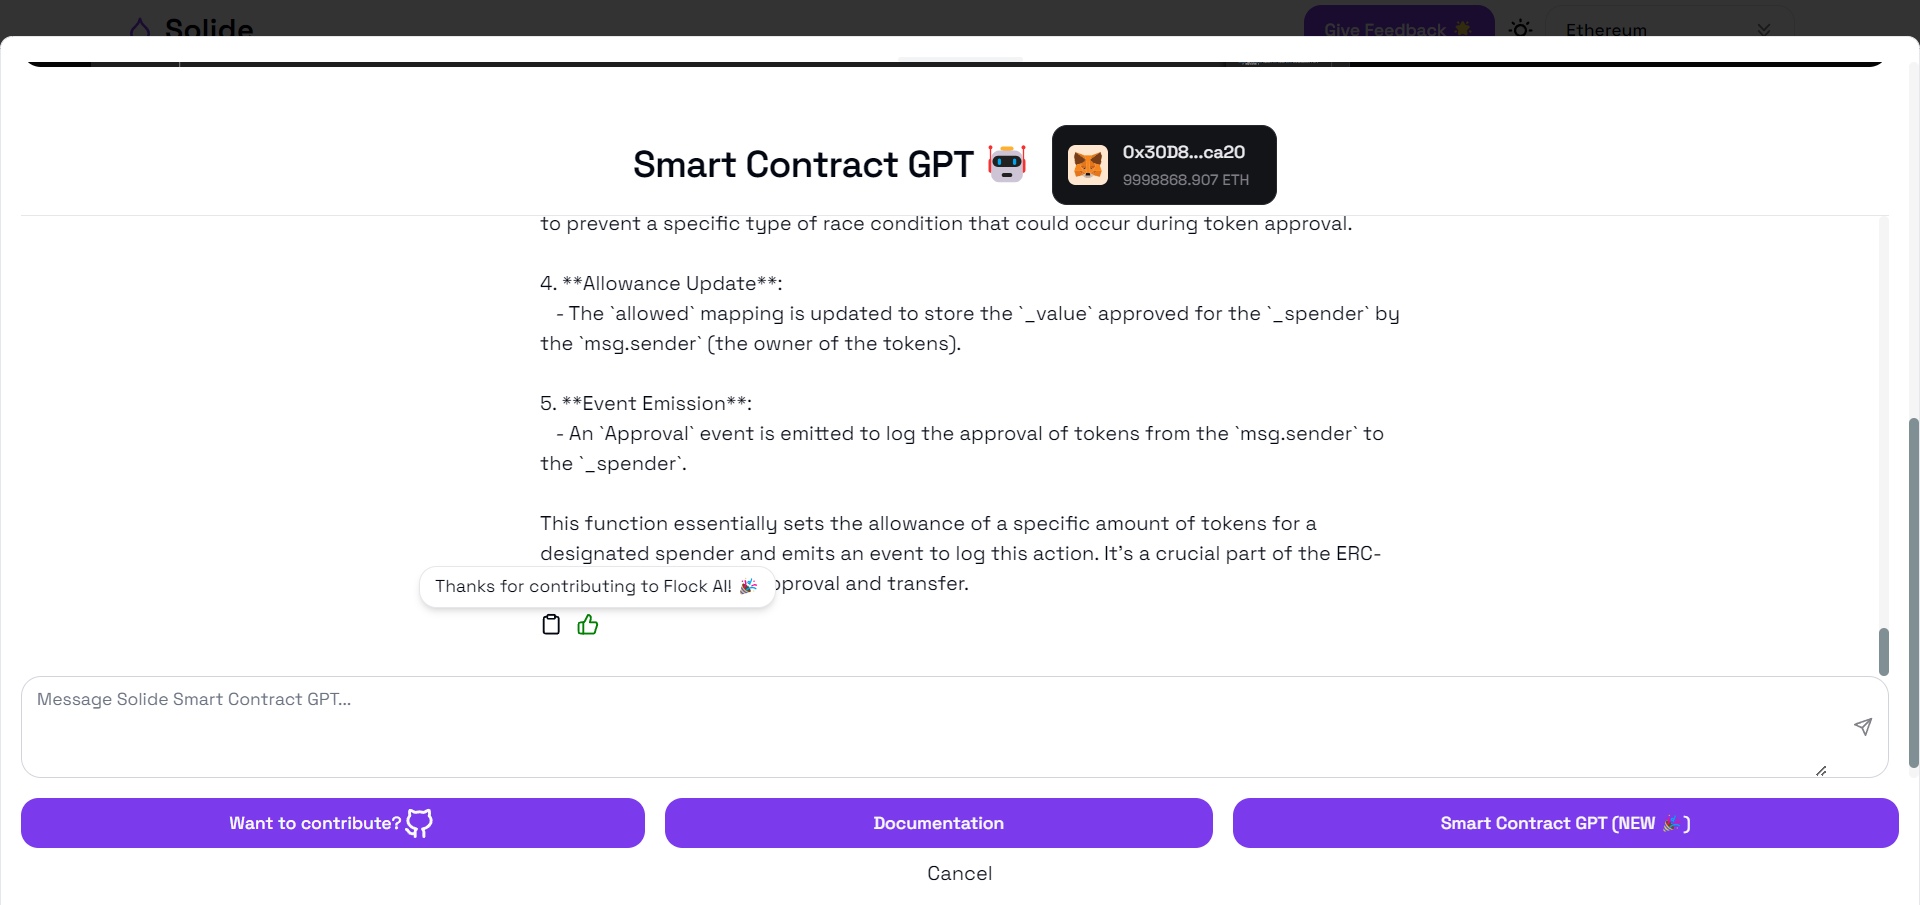 Solide
Give Feedback 🌟
Ethereum
Smart Contract GPT 🤖
0x30D8...ca20
9998868.907 ETH
to prevent a specific type of race condition that could occur during token approval.
4. **Allowance Update**:
- The `allowed` mapping is updated to store the `_value` approved for the `_spender` by
the `msg.sender` (the owner of the tokens).
5. **Event Emission**:
- An `Approval` event is emitted to log the approval of tokens from the `msg.sender` to
the `_spender`.
This function essentially sets the allowance of a specific amount of tokens for a
designated spender and emits an event to log this action. It's a crucial part of the ERC-
Thanks for contributing to Flock AI! 🎉
pproval and transfer.
Message Solide Smart Contract GPT...
Want to contribute?
Documentation
Smart Contract GPT (NEW 🎉 )
Cancel